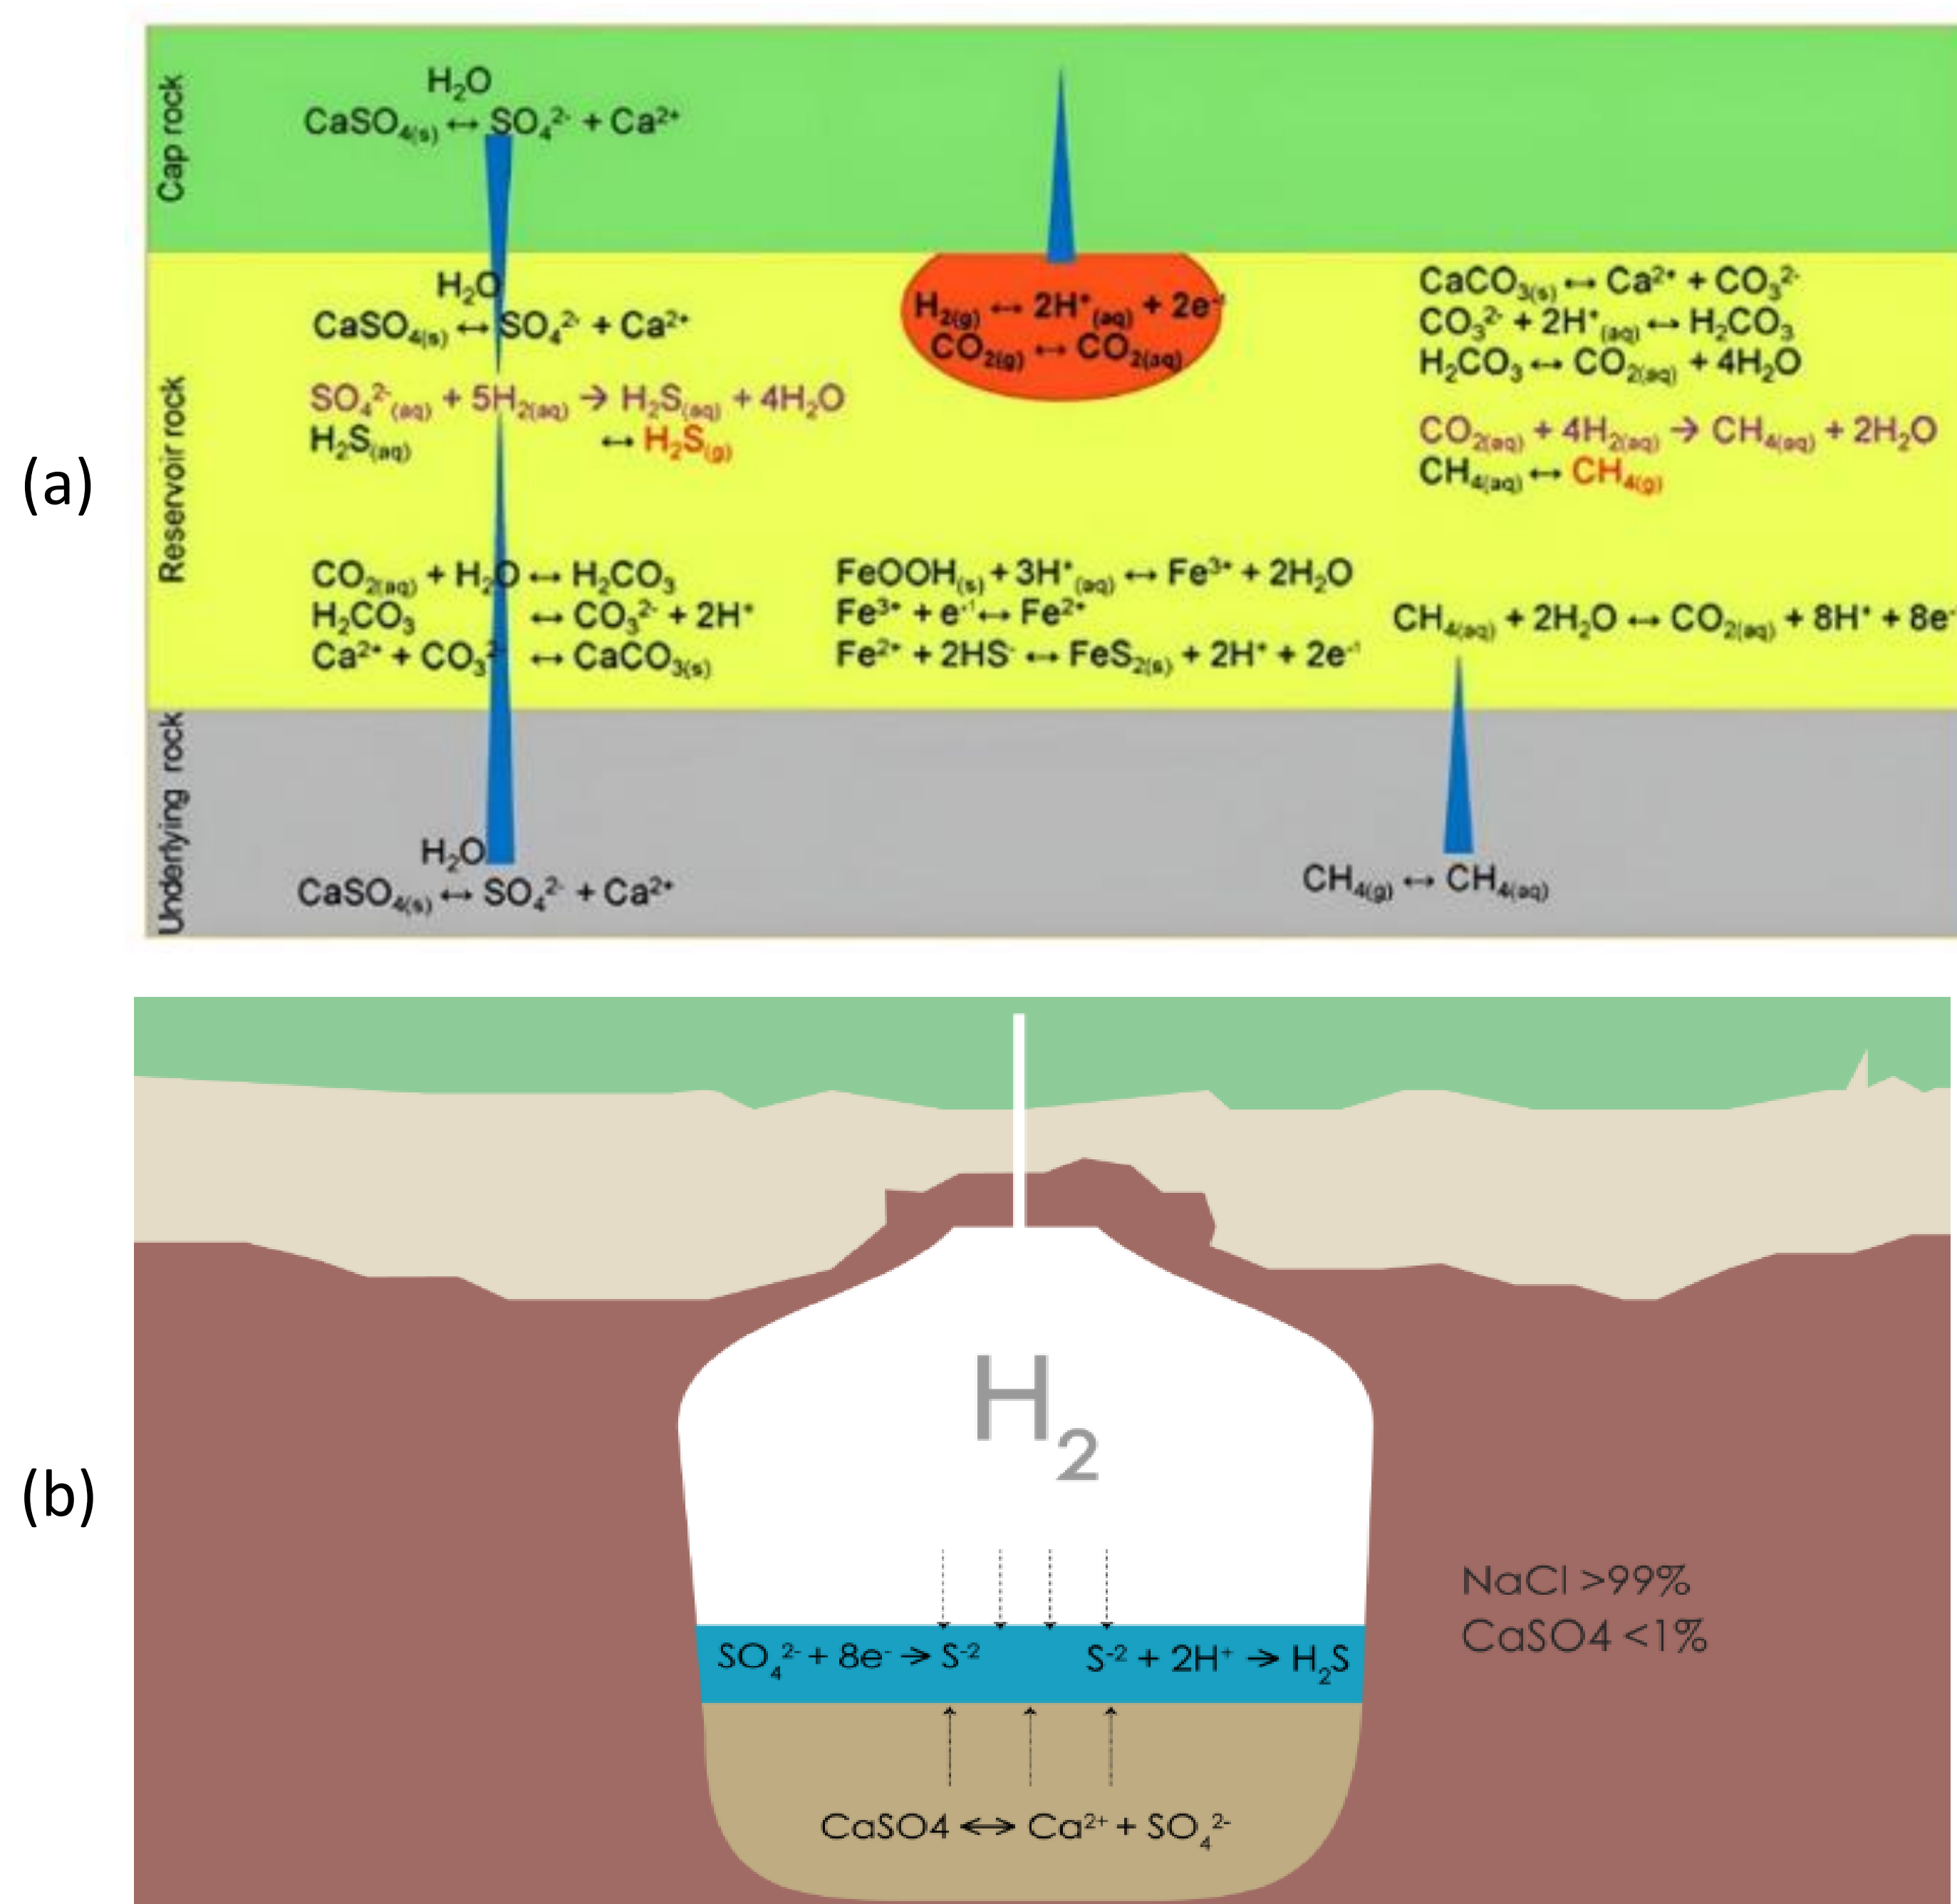 (a)
Cap rock
H₂O
CaSO₄₍ₛ₎ ↔ SO₄²⁻ + Ca²⁺
Reservoir rock
H₂O
CaSO₄₍ₛ₎ ↔ SO₄²⁻ + Ca²⁺
SO₄²⁻(aq) + 5H₂(aq) → H₂S(aq) + 4H₂O
H₂S(aq) ↔ H₂S(g)
H₂(g) ↔ 2H⁺(aq) + 2e⁻¹
CO₂(g) ↔ CO₂(aq)
CaCO₃(s) ↔ Ca²⁺ + CO₃²⁻
CO₃²⁻ + 2H⁺(aq) ↔ H₂CO₃
H₂CO₃ ↔ CO₂(aq) + 4H₂O
CO₂(aq) + 4H₂(aq) → CH₄(aq) + 2H₂O
CH₄(aq) ↔ CH₄(g)
CO₂(aq) + H₂O ↔ H₂CO₃
H₂CO₃ ↔ CO₃²⁻ + 2H⁺
Ca²⁺ + CO₃²⁻ ↔ CaCO₃(s)
FeOOH(s) + 3H⁺(aq) ↔ Fe³⁺ + 2H₂O
Fe³⁺ + e⁻¹ ↔ Fe²⁺
Fe²⁺ + 2HS⁻ ↔ FeS₂(s) + 2H⁺ + 2e⁻¹
CH₄(aq) + 2H₂O ↔ CO₂(aq) + 8H⁺ + 8e⁻
Underlying rock
H₂O
CaSO₄(s) ↔ SO₄²⁻ + Ca²⁺
CH₄(g) ↔ CH₄(aq)
(b)
H₂
NaCl >99%
CaSO4 <1%
SO₄²⁻ + 8e⁻ → S⁻²
S⁻² + 2H⁺ → H₂S
CaSO4 ↔ Ca²⁺ + SO₄²⁻